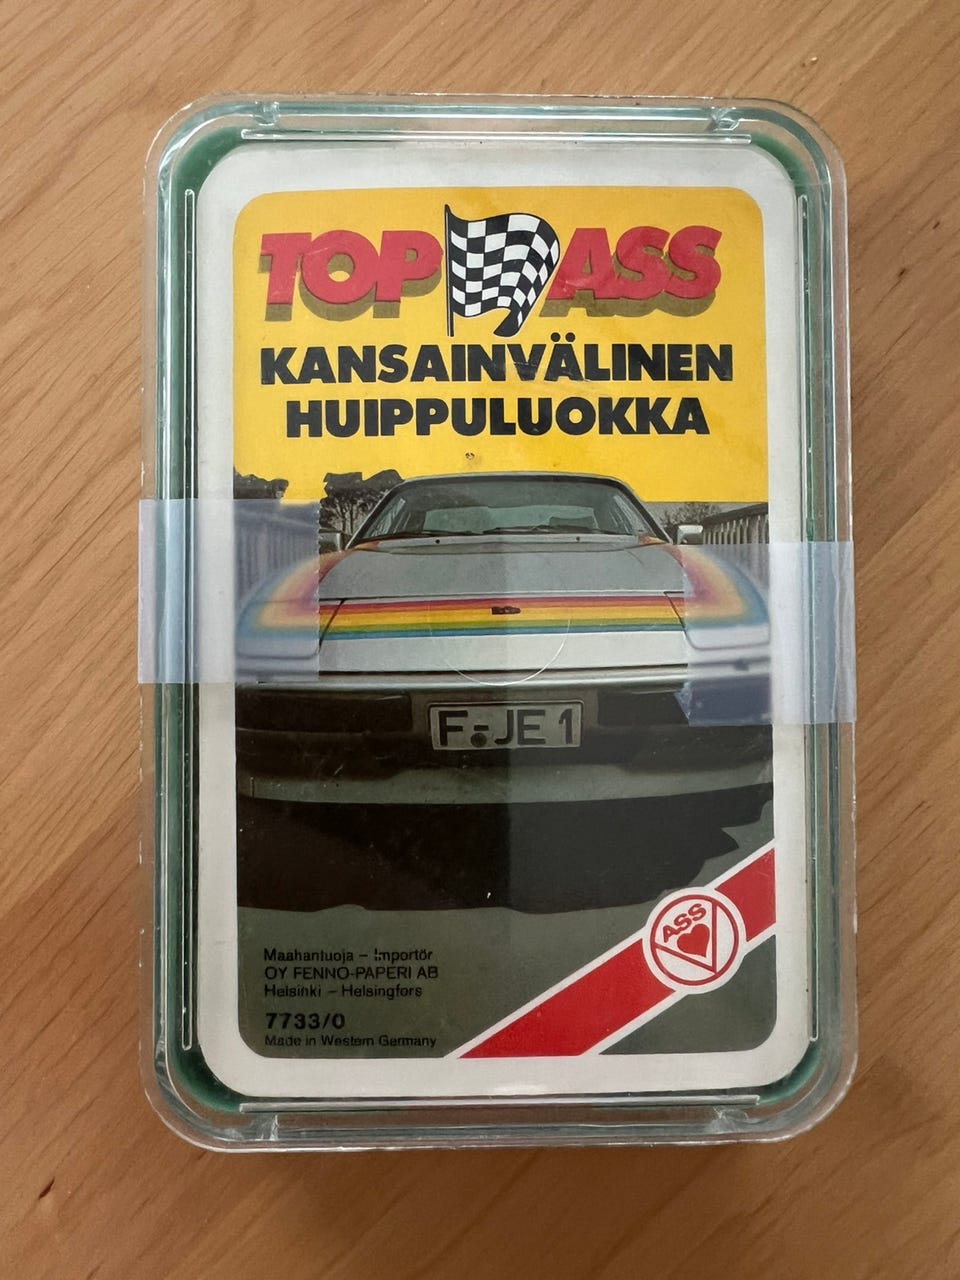 TOP ASS
KANSAINVÄLINEN
HUIPPULUOKKA
F-JE 1
ASS
Maahantuoja – Importör
OY FENNO-PAPERI AB
Helsinki – Helsingfors
7733/0
Made in Western Germany